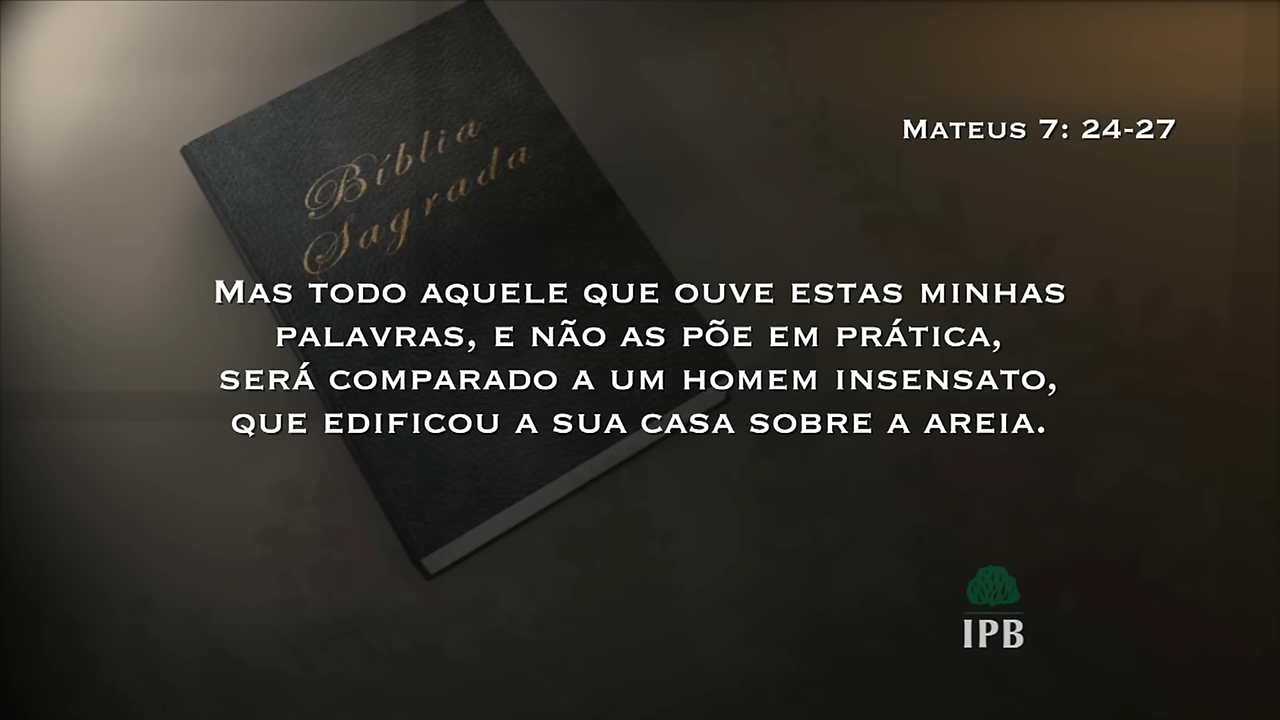 Bíblia
Sagrada
Mateus 7: 24-27
Mas todo aquele que ouve estas minhas
palavras, e não as põe em prática,
será comparado a um homem insensato,
que edificou a sua casa sobre a areia.
IPB